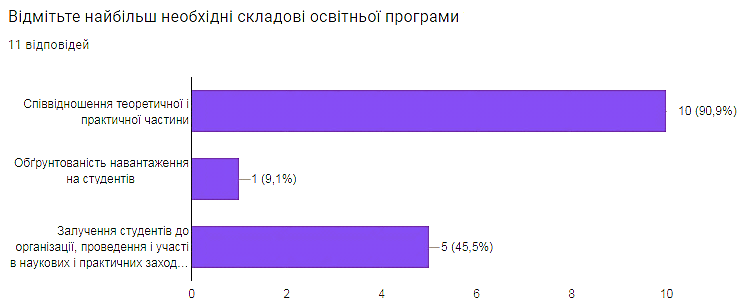 Відмітьте найбільш необхідні складові освітньої програми
11 відповідей
Співвідношення теоретичної і
практичної частини
10 (90,9%)
Обґрунтованість навантаження
на студентів
1 (9,1%)
Залучення студентів до
організації, проведення і участі
в наукових і практичних заход…
5 (45,5%)
0 2 4 6 8 10